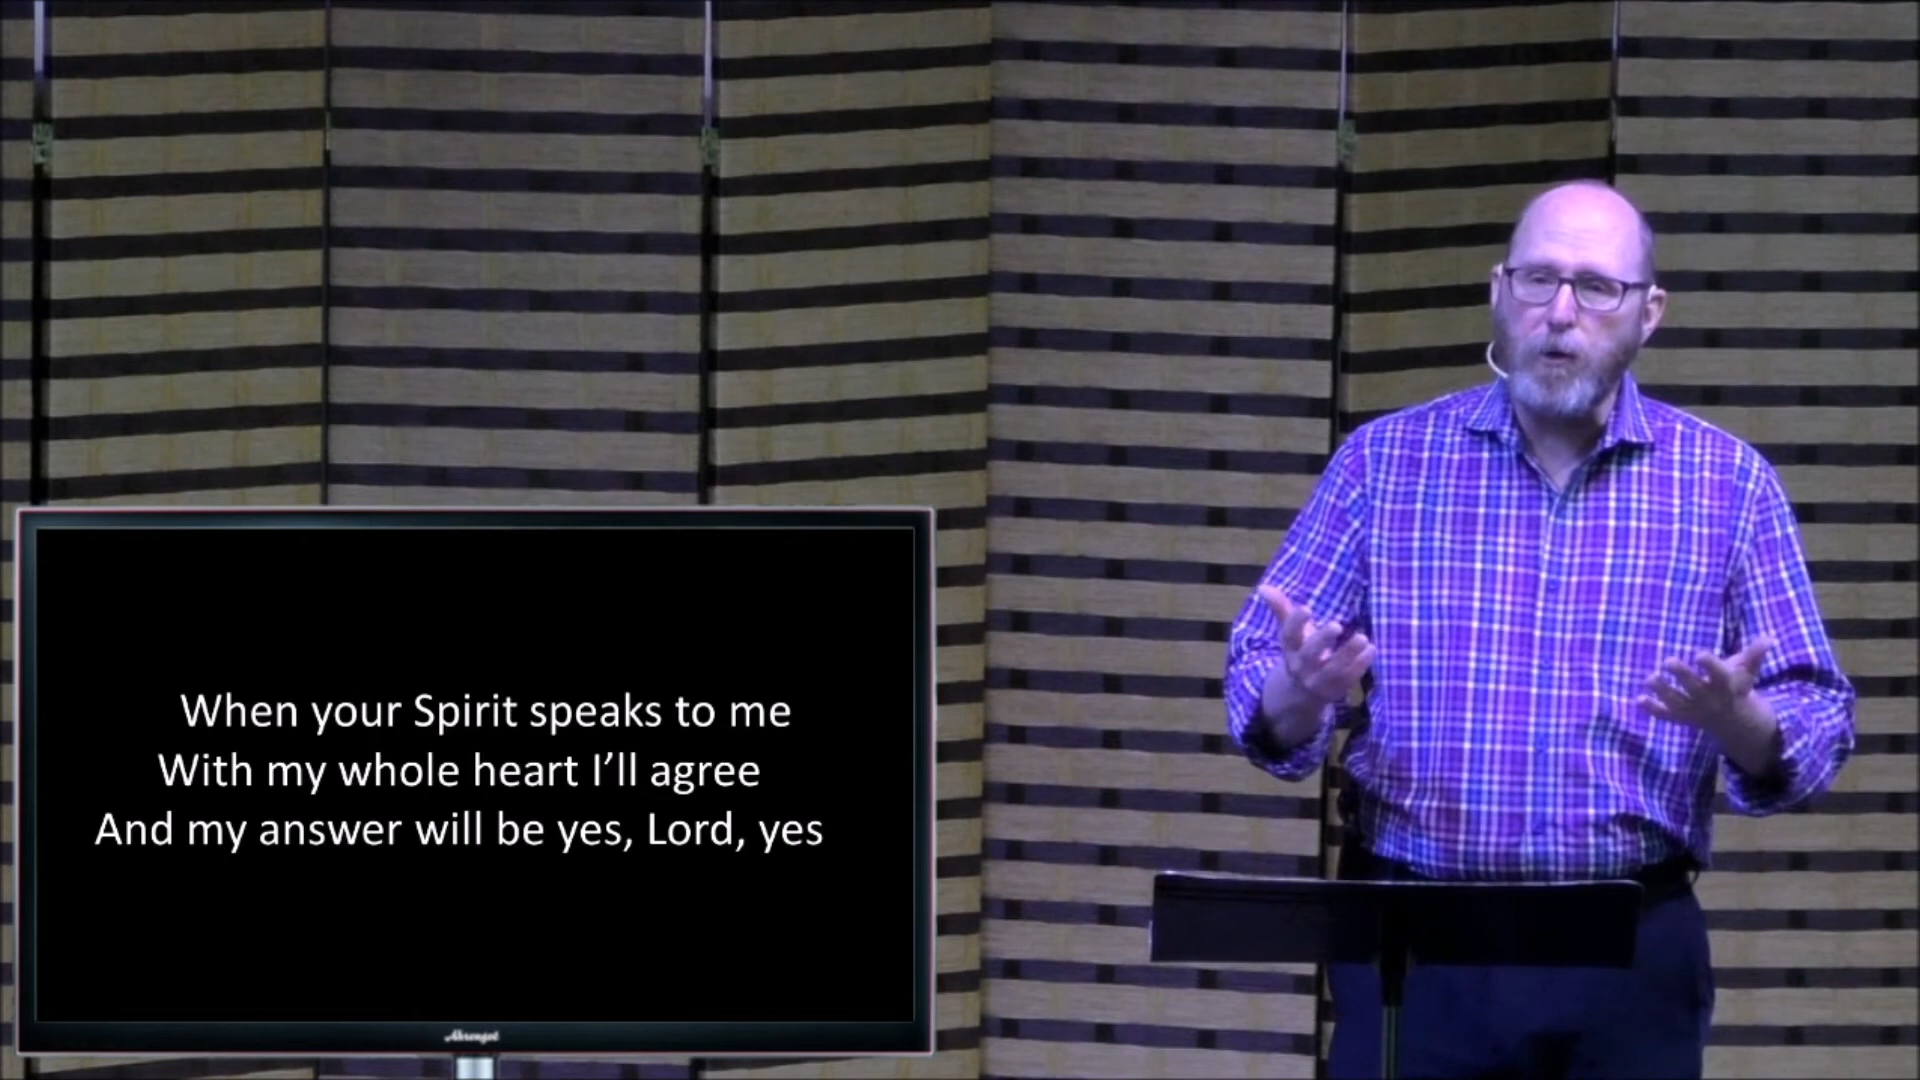 When your Spirit speaks to me
With my whole heart I’ll agree
And my answer will be yes, Lord, yes